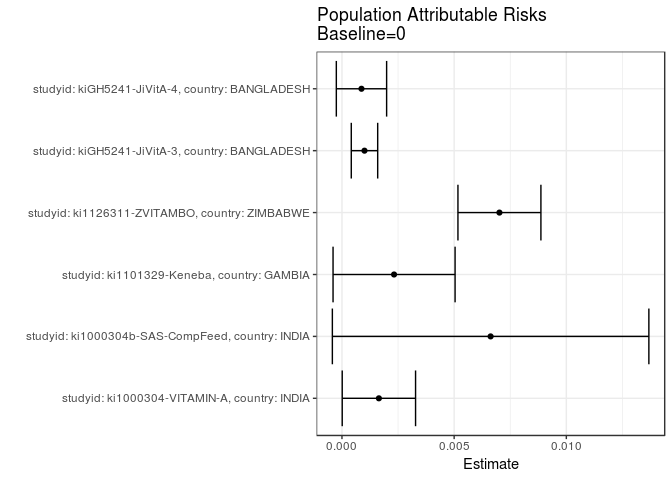 Population Attributable Risks
Baseline=0
studyid: kiGH5241-JiVitA-4, country: BANGLADESH
studyid: kiGH5241-JiVitA-3, country: BANGLADESH
studyid: ki1126311-ZVITAMBO, country: ZIMBABWE
studyid: ki1101329-Keneba, country: GAMBIA
studyid: ki1000304b-SAS-CompFeed, country: INDIA
studyid: ki1000304-VITAMIN-A, country: INDIA
0.000 0.005 0.010
Estimate